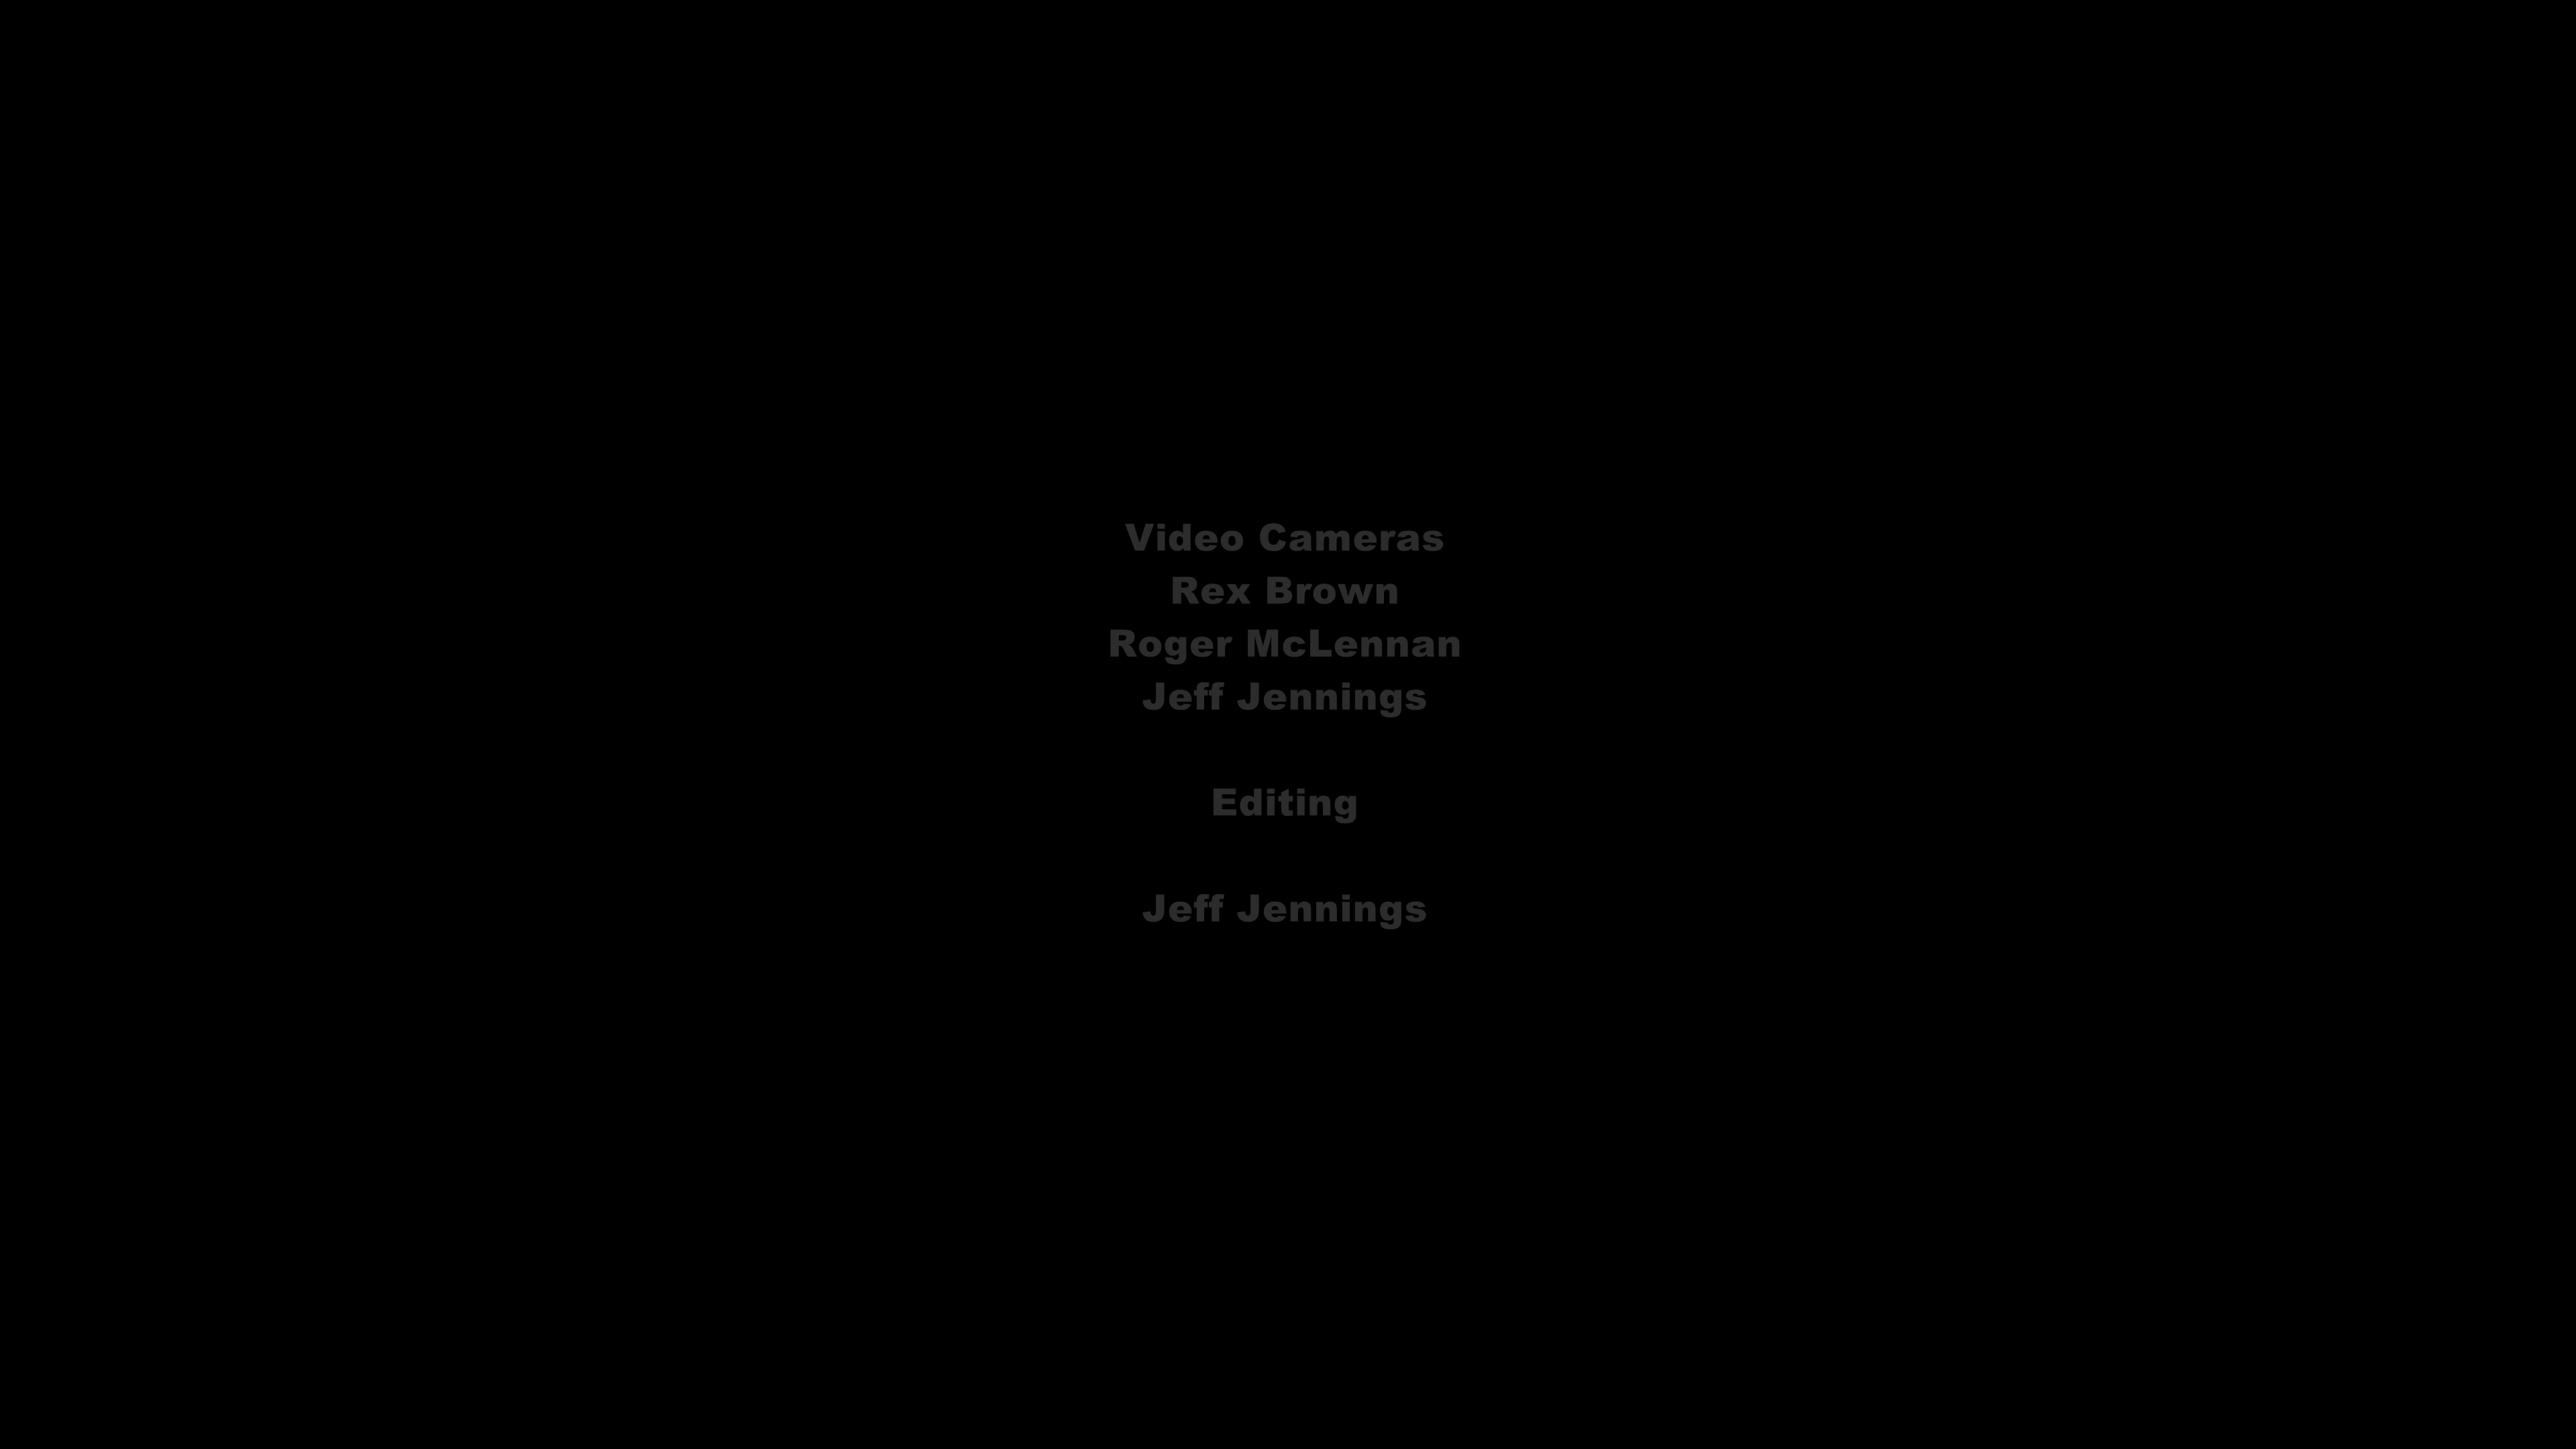 Video Cameras
Rex Brown
Roger McLennan
Jeff Jennings
Editing
Jeff Jennings